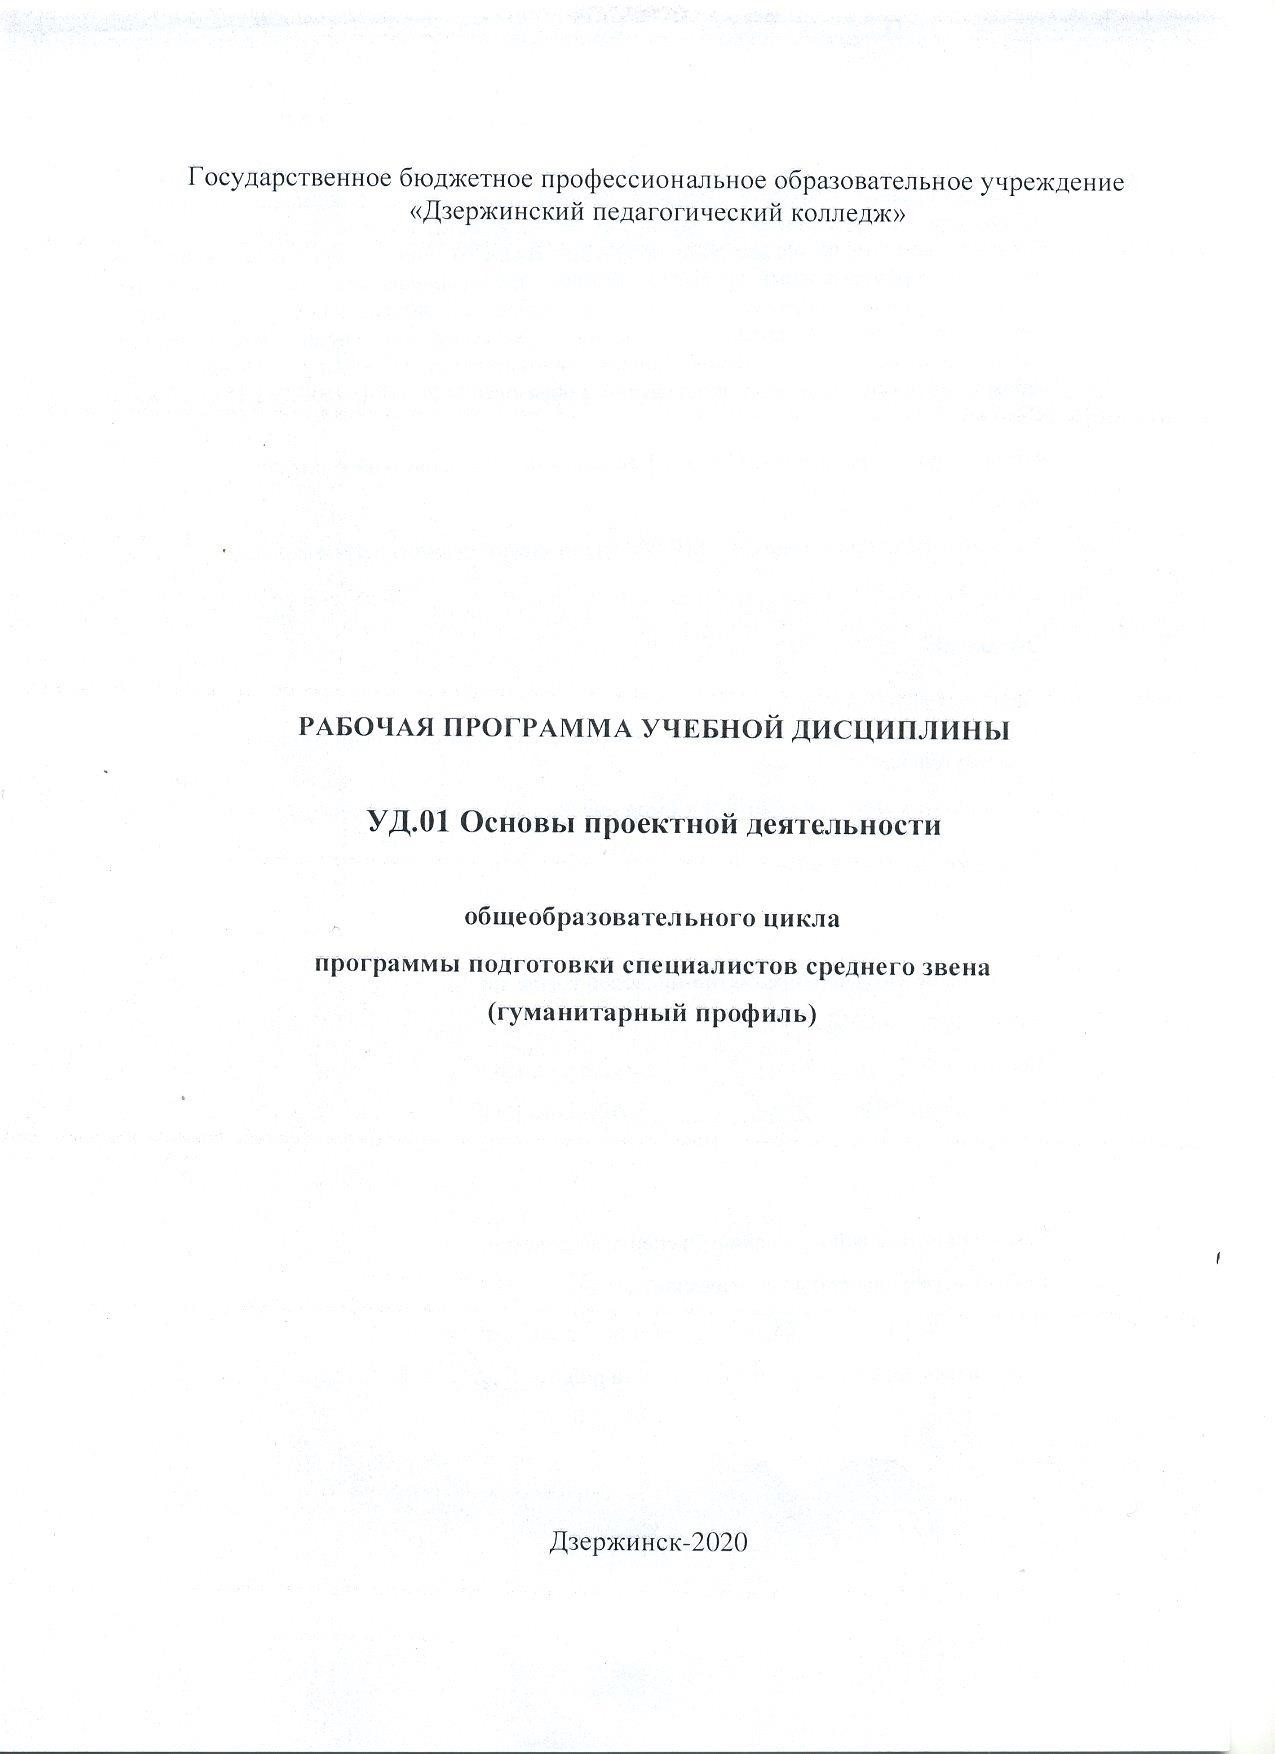 Государственное бюджетное профессиональное образовательное учреждение
«Дзержинский педагогический колледж»
РАБОЧАЯ ПРОГРАММА УЧЕБНОЙ ДИСЦИПЛИНЫ
УД.01 Основы проектной деятельности
общеобразовательного цикла
программы подготовки специалистов среднего звена
(гуманитарный профиль)
Дзержинск-2020